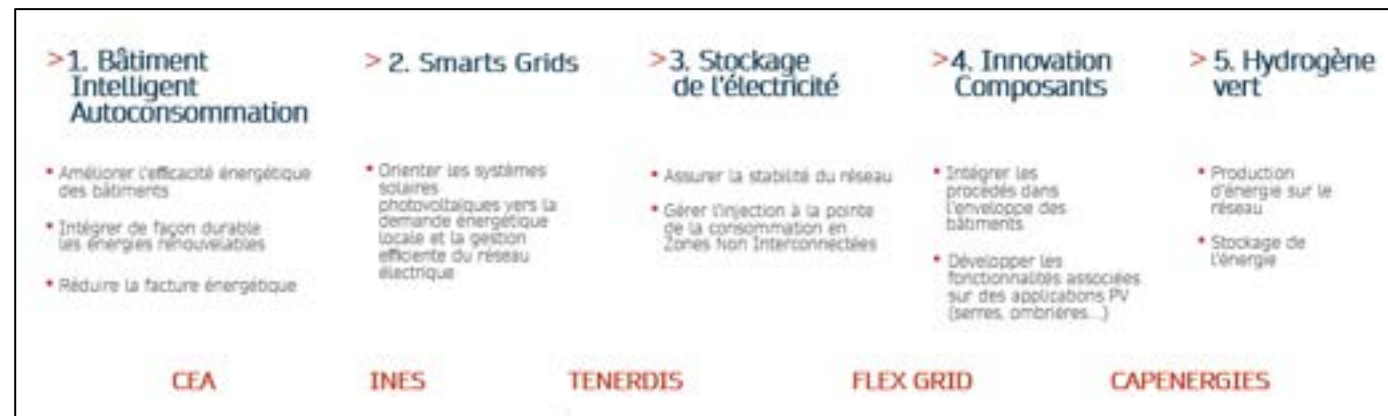 >1. Bâtiment
Intelligent
Autoconsommation
• Améliorer l'efficacité énergétique
des bâtiments
• Intégrer de façon durable
les énergies renouvelables
• Réduire la facture énergétique
> 2. Smarts Grids
• Orienter les systèmes
solaires
photovoltaïques vers la
demande énergétique
locale et la gestion
efficiente du réseau
électrique
>3. Stockage
de l'électricité
• Assurer la stabilité du réseau
• Gérer l'injection à la pointe
de la consommation en
Zones Non Interconnectées
>4. Innovation
Composants
• Intégrer les
procédés dans
l'enveloppe des
bâtiments
• Développer les
fonctionnalités associées
sur des applications PV
(serres, ombrières...)
> 5. Hydrogène
vert
• Production
d'énergie sur le
réseau
• Stockage de
l'énergie
CEA
INES
TENERDIS
FLEX GRID
CAPENERGIES